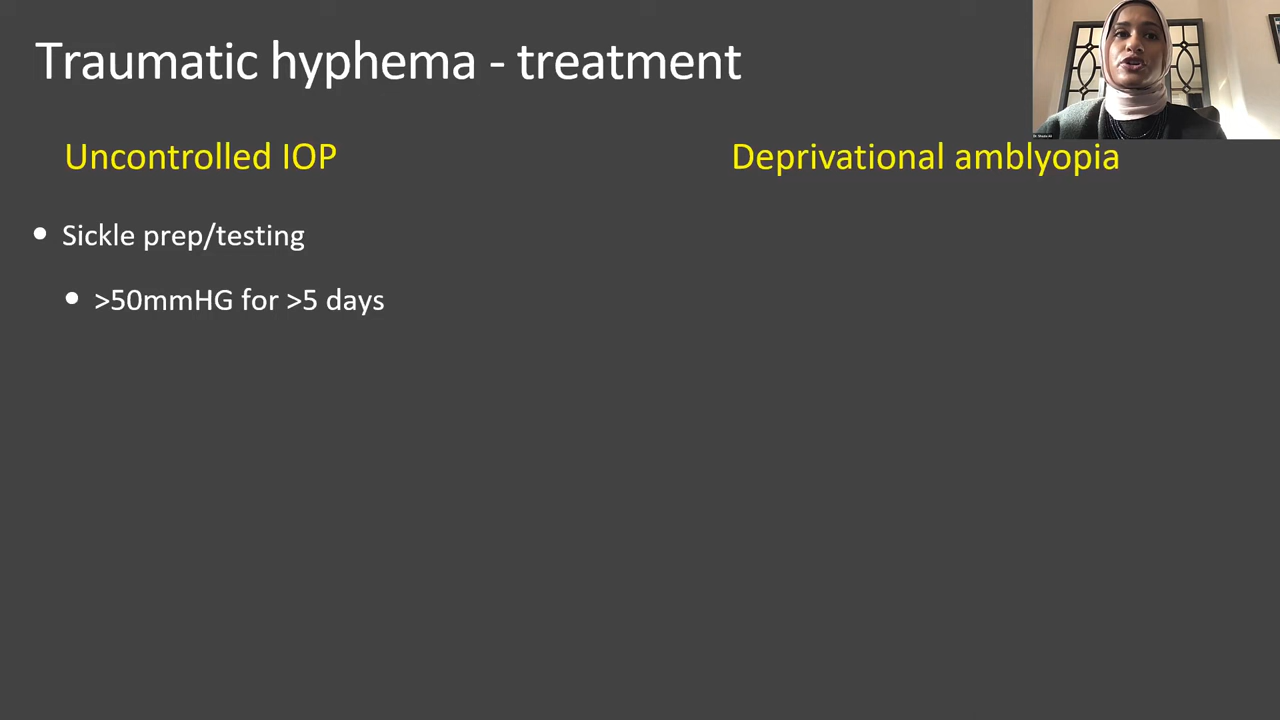 Traumatic hyphema - treatment
Uncontrolled IOP
Deprivational amblyopia
Sickle prep/testing
>50mmHG for >5 days